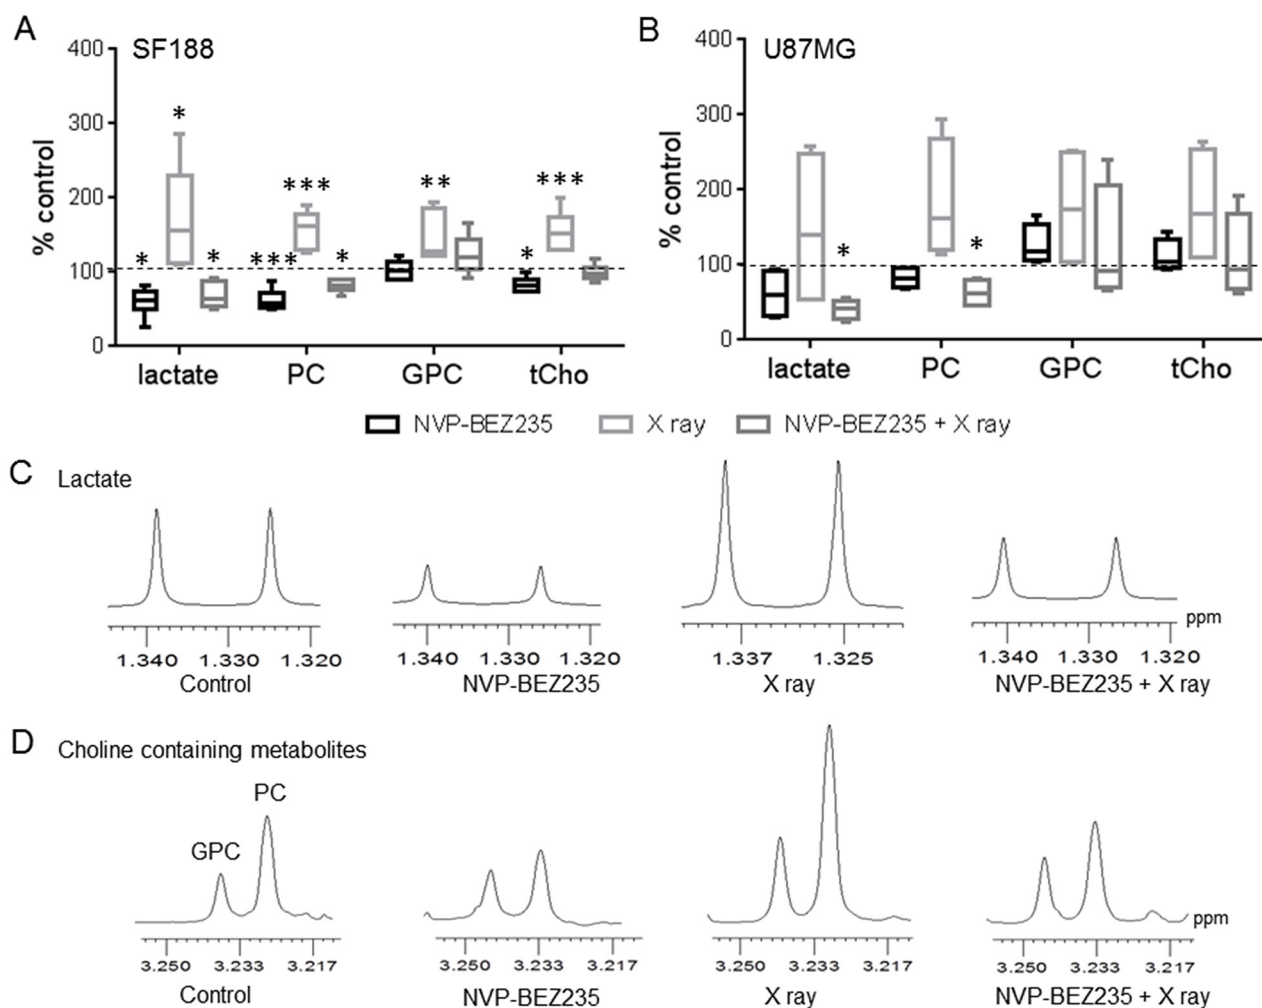 A
SF188
400
300
200
100
0
% control
*
* *
***
*** *
**
***
*
lactate PC GPC tCho
B
U87MG
400
300
200
100
0
% control
*
*
lactate PC GPC tCho
NVP-BEZ235 X ray NVP-BEZ235 + X ray
C Lactate
1.340 1.330 1.320
Control
1.340 1.330 1.320
NVP-BEZ235
1.337 1.325
X ray
1.340 1.330 1.320 ppm
NVP-BEZ235 + X ray
D Choline containing metabolites
GPC PC
3.250 3.233 3.217
Control
3.250 3.233 3.217
NVP-BEZ235
3.250 3.233 3.217
X ray
3.250 3.233 3.217 ppm
NVP-BEZ235 + X ray